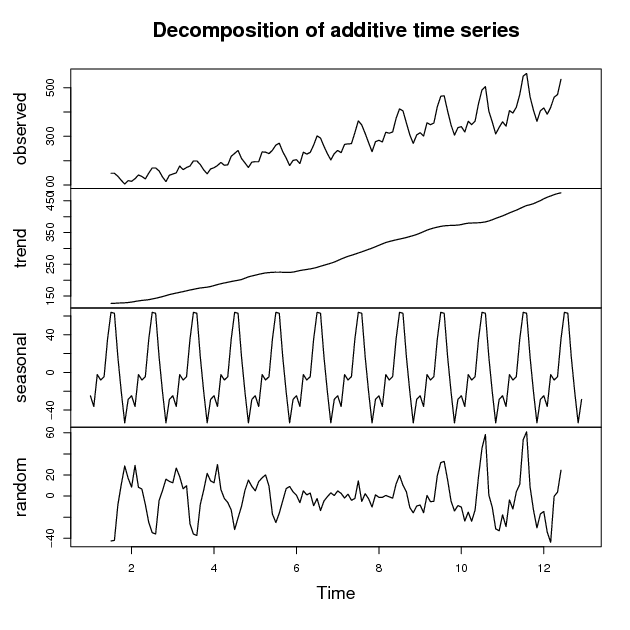 Decomposition of additive time series
observed
100 300 500
trend
150 250 350 450
seasonal
-40 0 40
random
-40 0 20 60
2 4 6 8 10 12
Time